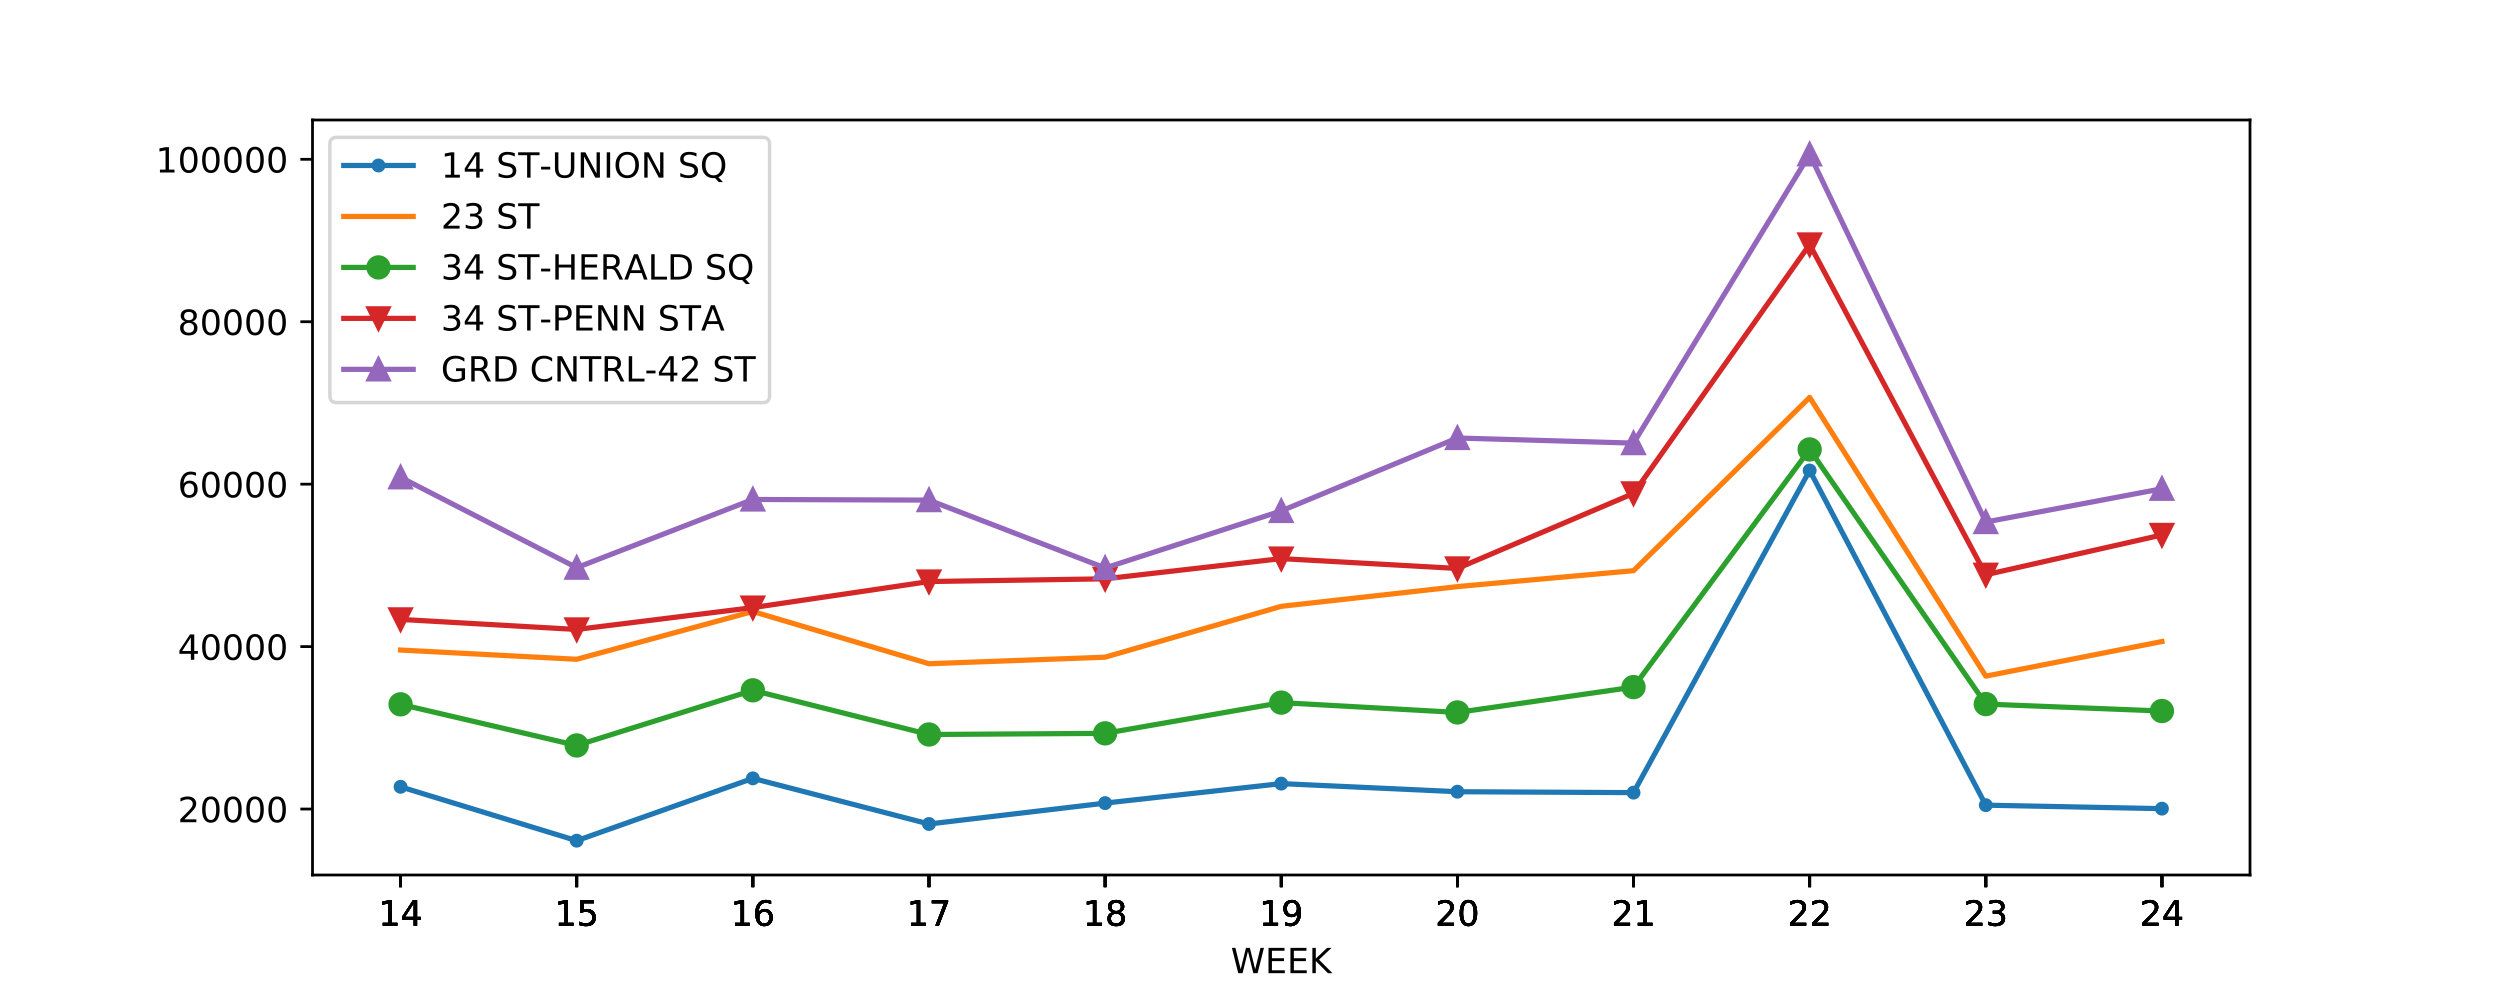 100000
80000
60000
40000
20000
14 ST-UNION SQ
23 ST
34 ST-HERALD SQ
34 ST-PENN STA
GRD CNTRL-42 ST
14 15 16 17 18 19 20 21 22 23 24
WEEK